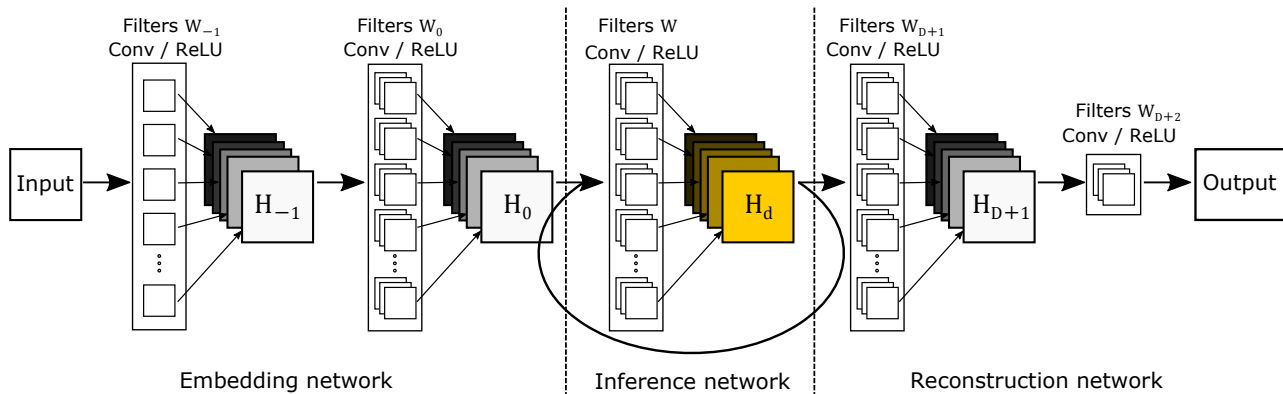 Filters W₋₁
Conv / ReLU
Filters W₀
Conv / ReLU
Filters W
Conv / ReLU
Filters W_D+1
Conv / ReLU
Filters W_D+2
Conv / ReLU
Input
H₋₁
H₀
H_d
H_D+1
Output
Embedding network
Inference network
Reconstruction network